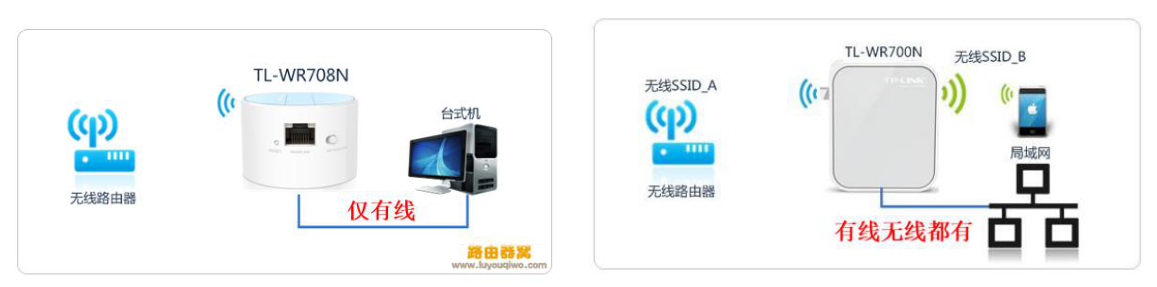 TL-WR708N
台式机
无线路由器
仅有线
路由器窝
www.luyouqiwo.com
TL-WR700N
无线SSID_B
无线SSID_A
TP-LINK
局域网
无线路由器
有线无线都有